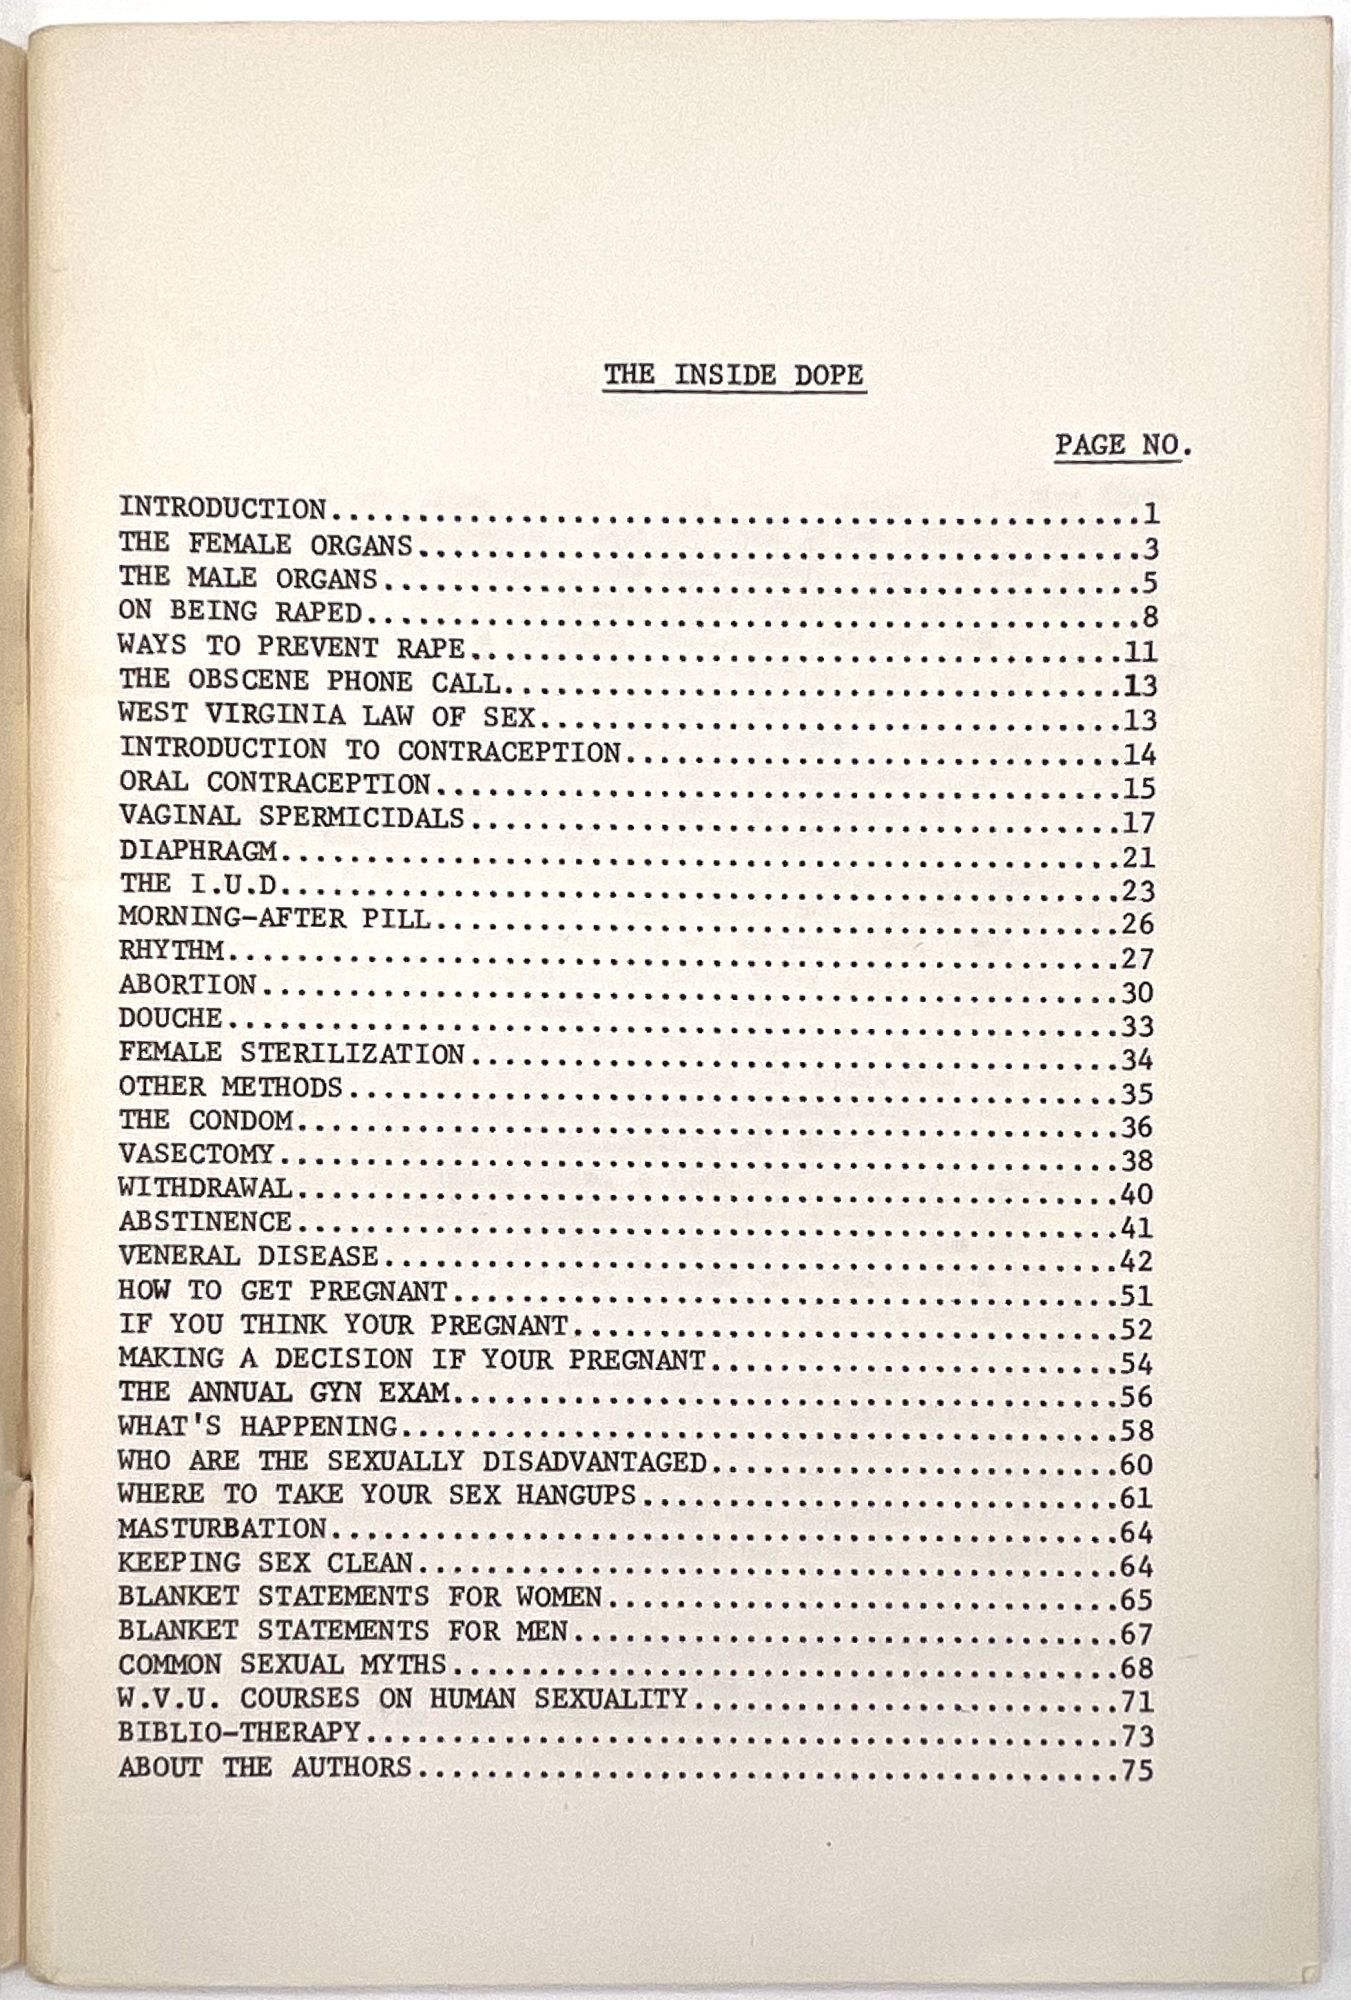 THE INSIDE DOPE
PAGE NO.
INTRODUCTION...............................................1
THE FEMALE ORGANS..........................................3
THE MALE ORGANS............................................5
ON BEING RAPED.............................................8
WAYS TO PREVENT RAPE......................................11
THE OBSCENE PHONE CALL....................................13
WEST VIRGINIA LAW OF SEX..................................13
INTRODUCTION TO CONTRACEPTION.............................14
ORAL CONTRACEPTION........................................15
VAGINAL SPERMICIDALS......................................17
DIAPHRAGM.................................................21
THE I.U.D.................................................23
MORNING-AFTER PILL........................................26
RHYTHM....................................................27
ABORTION..................................................30
DOUCHE....................................................33
FEMALE STERILIZATION......................................34
OTHER METHODS.............................................35
THE CONDOM................................................36
VASECTOMY.................................................38
WITHDRAWAL................................................40
ABSTINENCE................................................41
VENERAL DISEASE...........................................42
HOW TO GET PREGNANT.......................................51
IF YOU THINK YOUR PREGNANT................................52
MAKING A DECISION IF YOUR PREGNANT........................54
THE ANNUAL GYN EXAM.......................................56
WHAT'S HAPPENING..........................................58
WHO ARE THE SEXUALLY DISADVANTAGED........................60
WHERE TO TAKE YOUR SEX HANGUPS............................61
MASTURBATION..............................................64
KEEPING SEX CLEAN.........................................64
BLANKET STATEMENTS FOR WOMEN..............................65
BLANKET STATEMENTS FOR MEN................................67
COMMON SEXUAL MYTHS.......................................68
W.V.U. COURSES ON HUMAN SEXUALITY.........................71
BIBLIO-THERAPY............................................73
ABOUT THE AUTHORS.........................................75